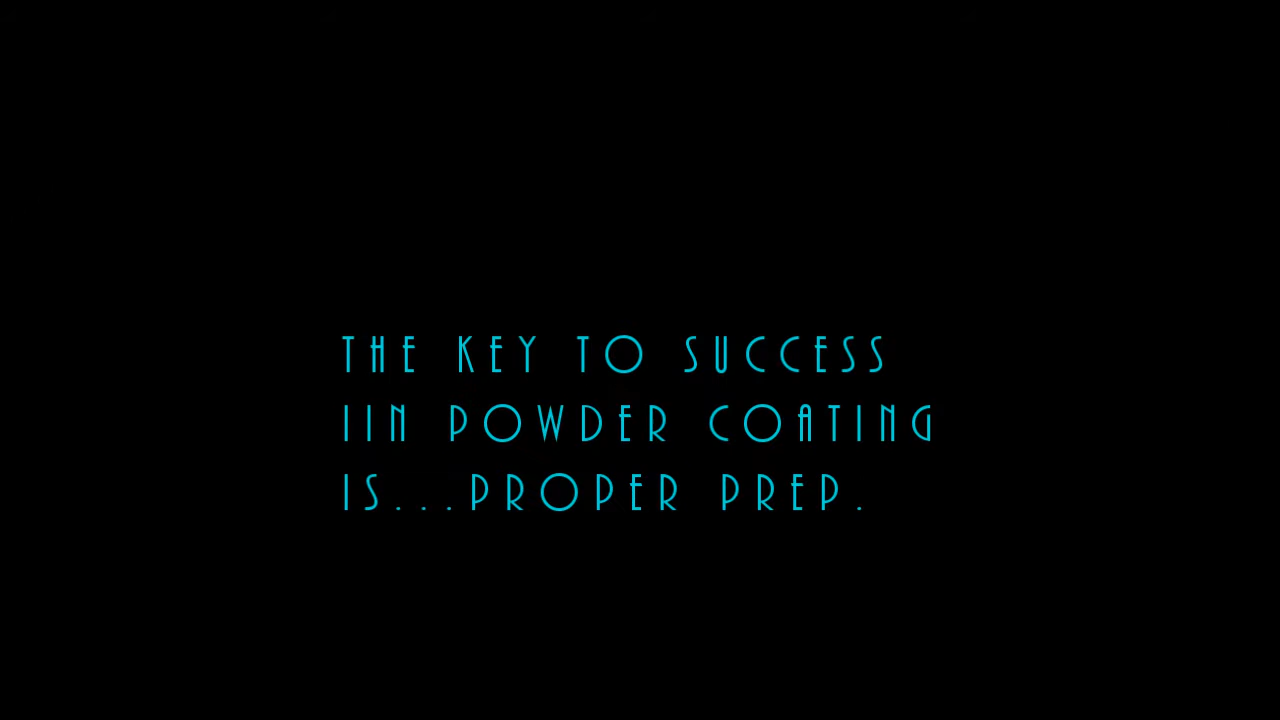 THE KEY TO SUCCESS
IIN POWDER COATING
IS...PROPER PREP.